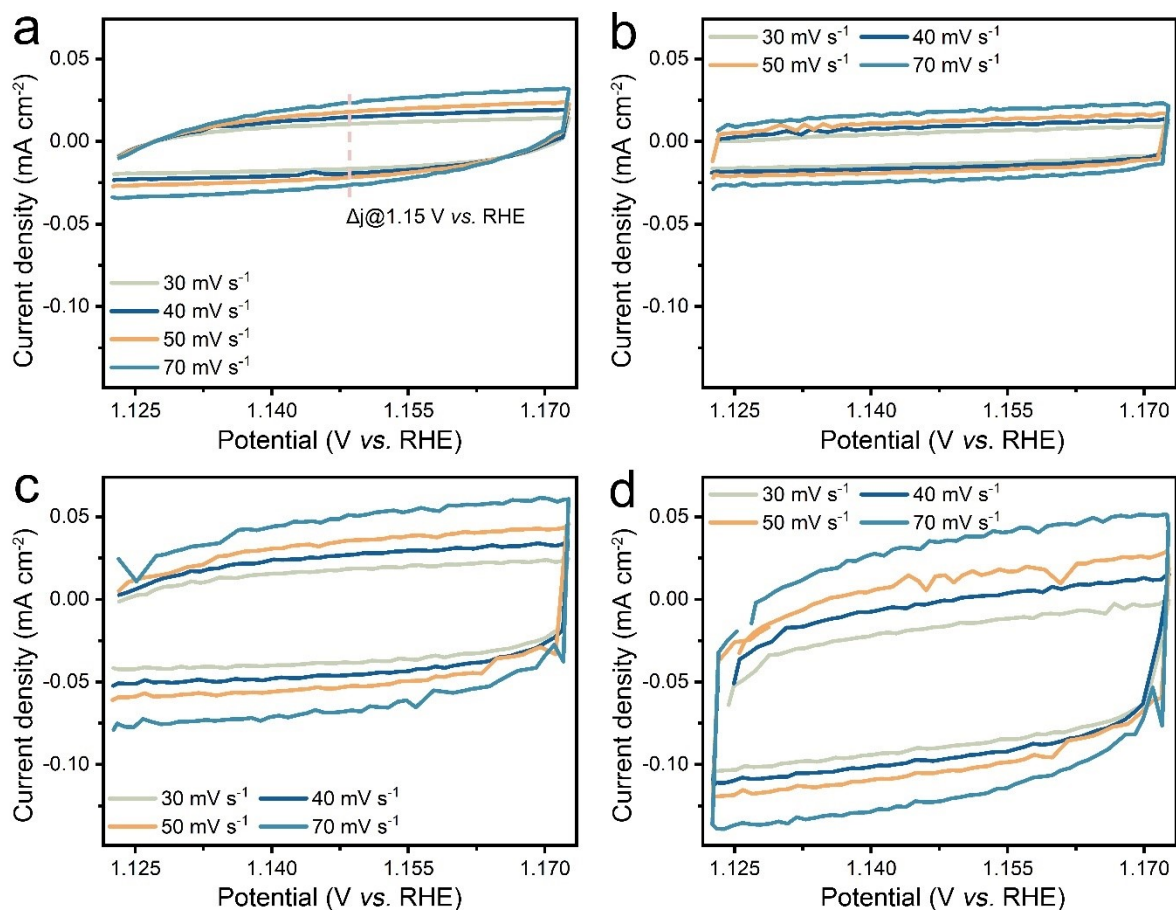 a
0.05
0.00
-0.05
-0.10
Current density (mA cm⁻²)
Δj@1.15 V vs. RHE
30 mV s⁻¹
40 mV s⁻¹
50 mV s⁻¹
70 mV s⁻¹
1.125 1.140 1.155 1.170
Potential (V vs. RHE)
b
30 mV s⁻¹ 40 mV s⁻¹
50 mV s⁻¹ 70 mV s⁻¹
0.05
0.00
-0.05
-0.10
Current density (mA cm⁻²)
1.125 1.140 1.155 1.170
Potential (V vs. RHE)
c
0.05
0.00
-0.05
-0.10
Current density (mA cm⁻²)
30 mV s⁻¹ 40 mV s⁻¹
50 mV s⁻¹ 70 mV s⁻¹
1.125 1.140 1.155 1.170
Potential (V vs. RHE)
d
30 mV s⁻¹ 40 mV s⁻¹
50 mV s⁻¹ 70 mV s⁻¹
0.05
0.00
-0.05
-0.10
Current density (mA cm⁻²)
1.125 1.140 1.155 1.170
Potential (V vs. RHE)